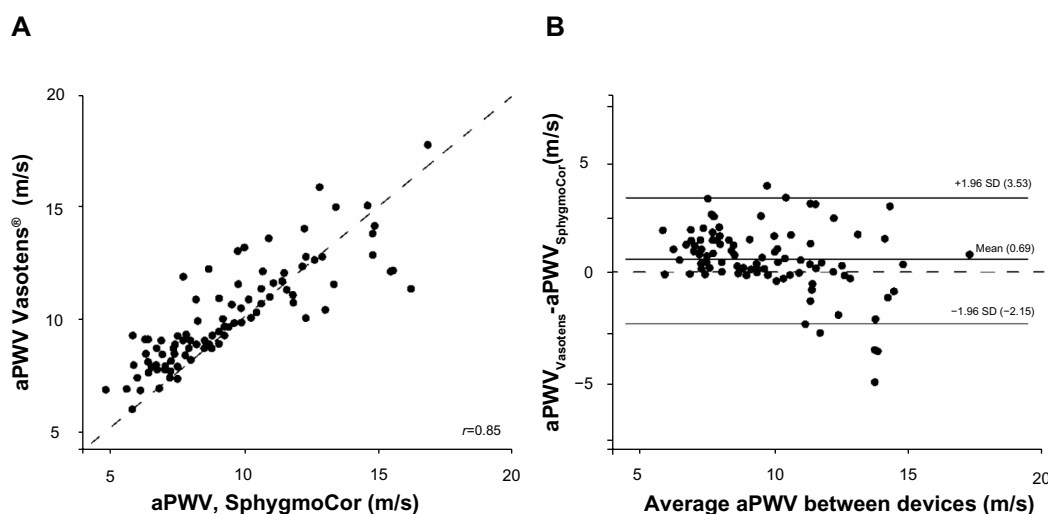 A
20
15
10
5
aPWV Vasotens® (m/s)
r=0.85
5
10
15
20
aPWV, SphygmoCor (m/s)
B
5
0
−5
aPWVVasotens-aPWVSphygmoCor(m/s)
+1.96 SD (3.53)
Mean (0.69)
−1.96 SD (−2.15)
5
10
15
20
Average aPWV between devices (m/s)